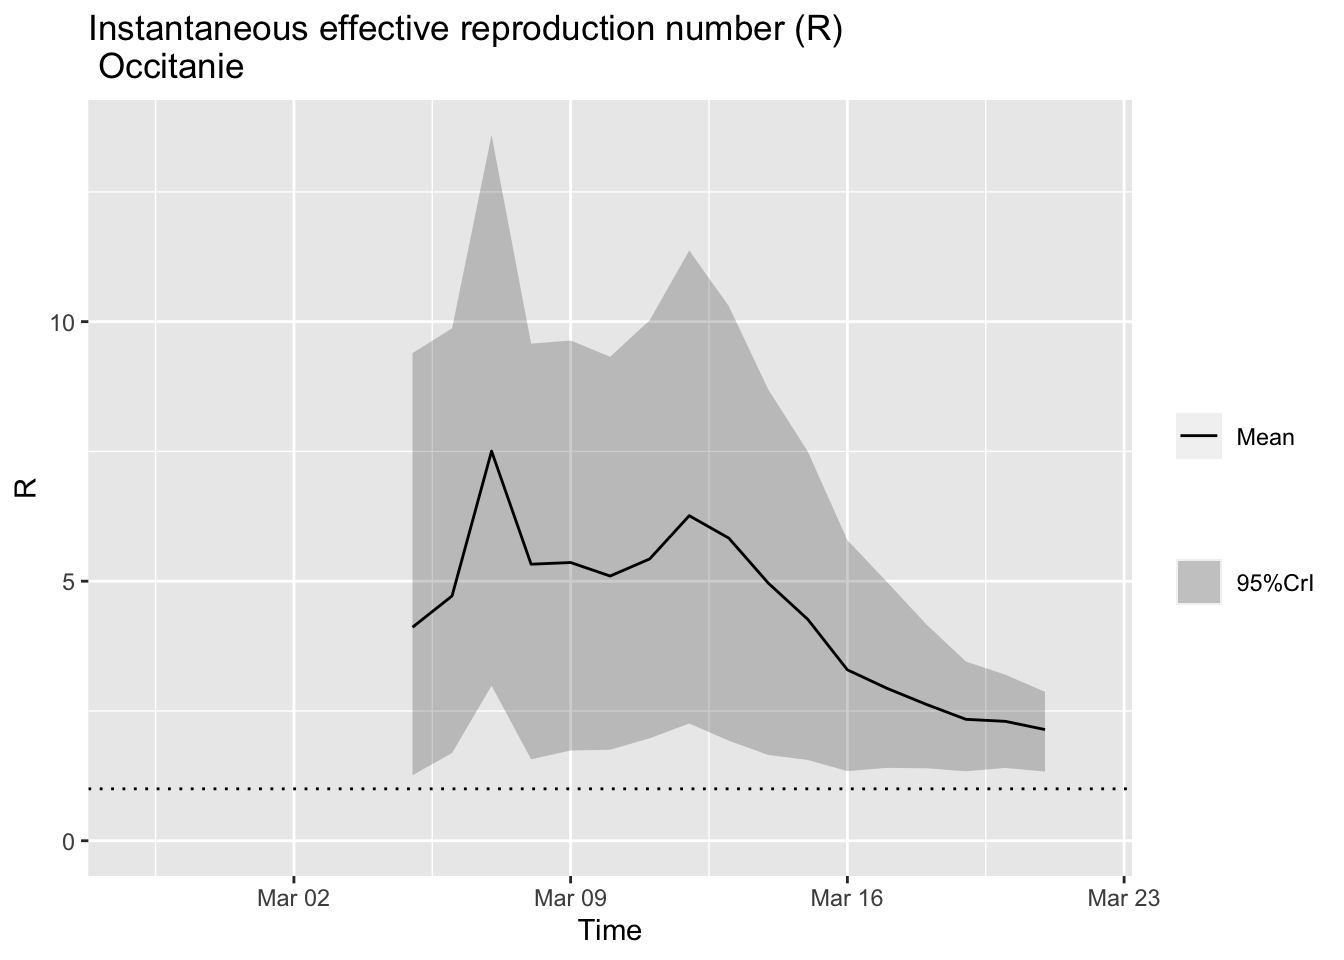 Instantaneous effective reproduction number (R)
Occitanie
10
5
0
R
Mar 02
Mar 09
Mar 16
Mar 23
Time
Mean
95%CrI